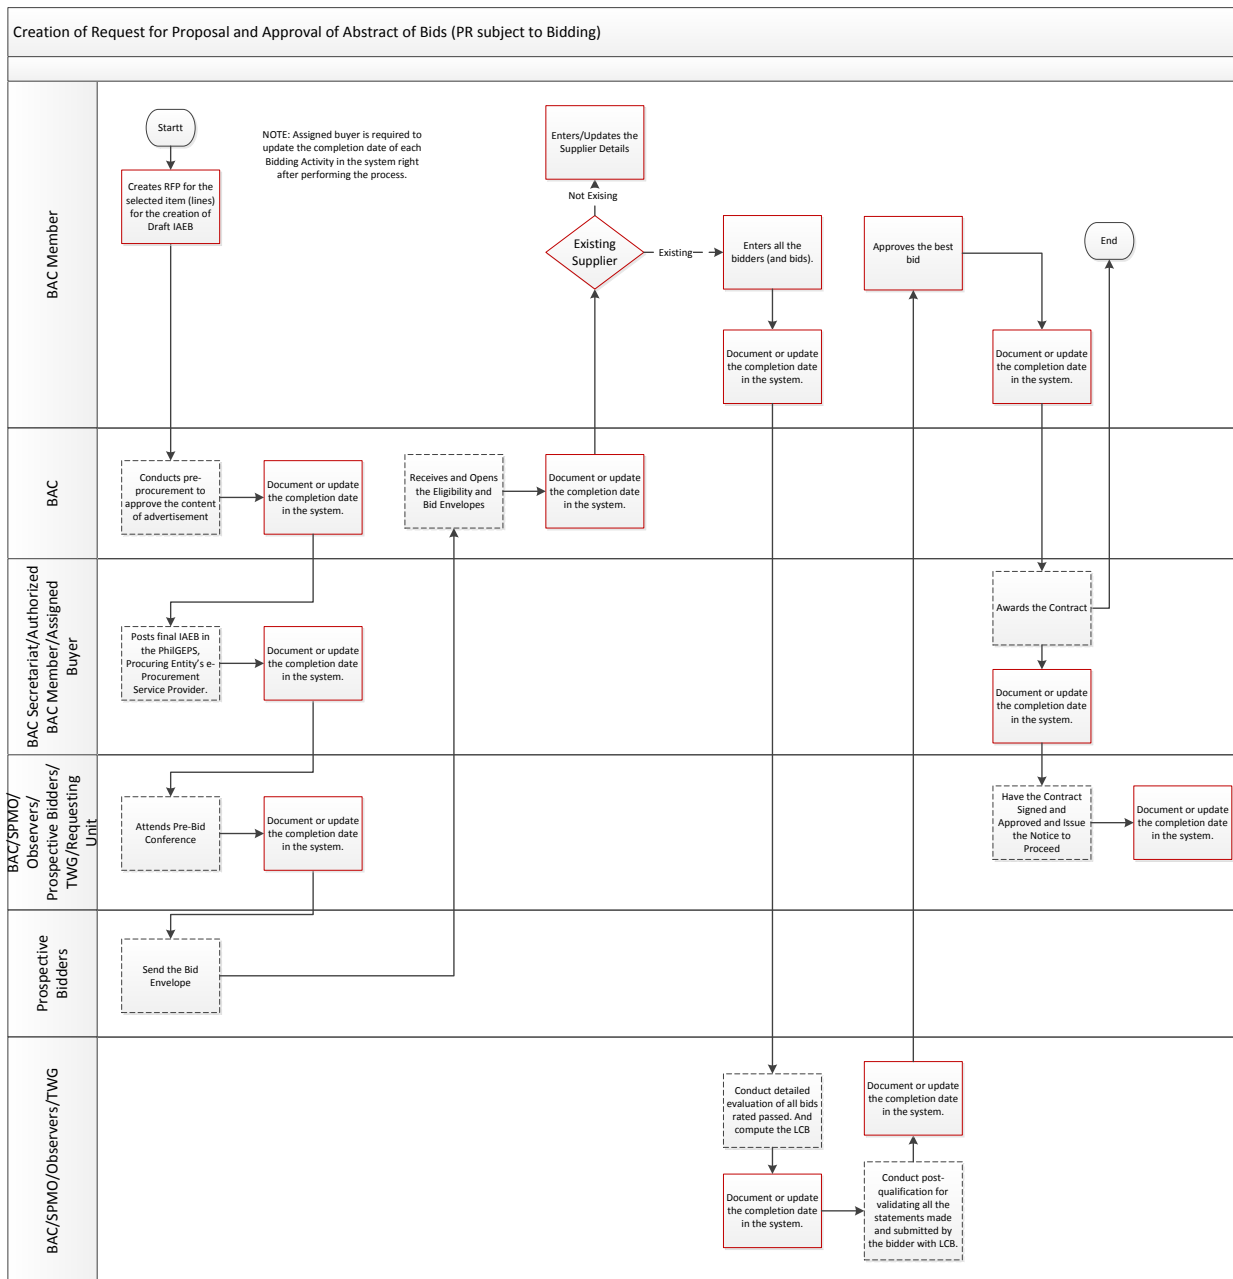 Creation of Request for Proposal and Approval of Abstract of Bids (PR subject to Bidding)
BAC Member
Startt
NOTE: Assigned buyer is required to
update the completion date of each
Bidding Activity in the system right
after performing the process.
Creates RFP for the
selected item (lines)
for the creation of
Draft IAEB
Enters/Updates the
Supplier Details
Not Exising
Existing
Supplier
Existing
Enters all the
bidders (and bids).
Document or update
the completion date
in the system.
Approves the best
bid
Document or update
the completion date
in the system.
End
BAC
Conducts pre-
procurement to
approve the content
of advertisement
Document or update
the completion date
in the system.
Receives and Opens
the Eligibility and
Bid Envelopes
Document or update
the completion date
in the system.
BAC Secretariat/Authorized
BAC Member/Assigned
Buyer
Posts final IAEB in
the PhilGEPS,
Procuring Entity's e-
Procurement
Service Provider.
Document or update
the completion date
in the system.
Awards the Contract
Document or update
the completion date
in the system.
BAC/SPMO/
Observers/
Prospective Bidders/
TWG/Requesting
Unit
Attends Pre-Bid
Conference
Document or update
the completion date
in the system.
Have the Contract
Signed and
Approved and Issue
the Notice to
Proceed
Document or update
the completion date
in the system.
Prospective
Bidders
Send the Bid
Envelope
BAC/SPMO/Observers/TWG
Conduct detailed
evaluation of all bids
rated passed. And
compute the LCB
Document or update
the completion date
in the system.
Document or update
the completion date
in the system.
Conduct post-
qualification for
validating all the
statements made
and submitted by
the bidder with LCB.